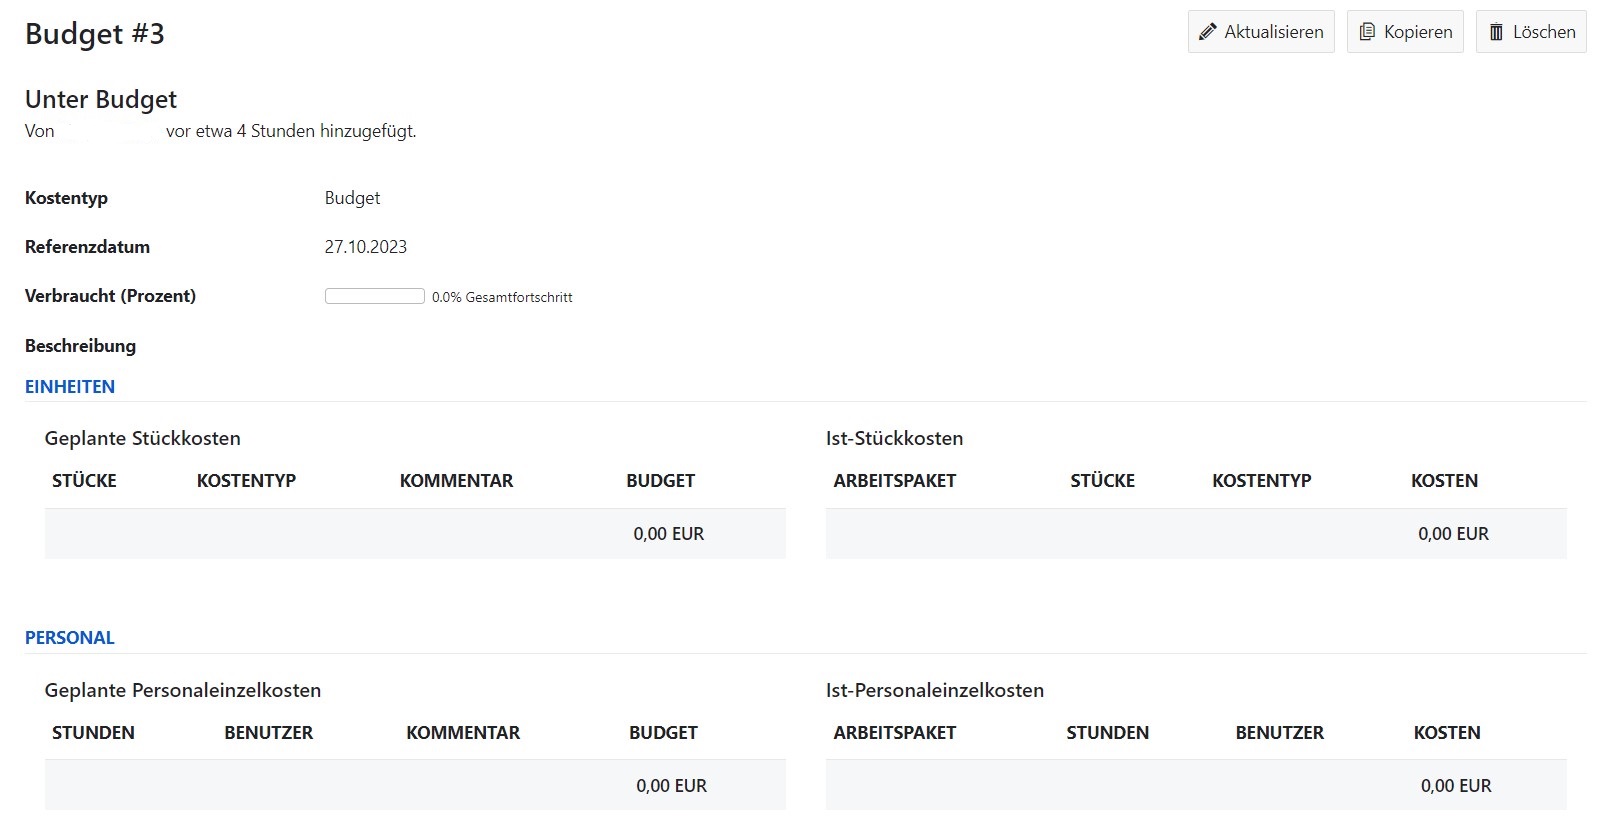 Budget #3
Aktualisieren
Kopieren
Löschen
Unter Budget
Von vor etwa 4 Stunden hinzugefügt.
Kostentyp Budget
Referenzdatum 27.10.2023
Verbraucht (Prozent) 0.0% Gesamtfortschritt
Beschreibung
EINHEITEN
Geplante Stückkosten
STÜCKE KOSTENTYP KOMMENTAR BUDGET
0,00 EUR
Ist-Stückkosten
ARBEITSPAKET STÜCKE KOSTENTYP KOSTEN
0,00 EUR
PERSONAL
Geplante Personaleinzelkosten
STUNDEN BENUTZER KOMMENTAR BUDGET
0,00 EUR
Ist-Personaleinzelkosten
ARBEITSPAKET STUNDEN BENUTZER KOSTEN
0,00 EUR